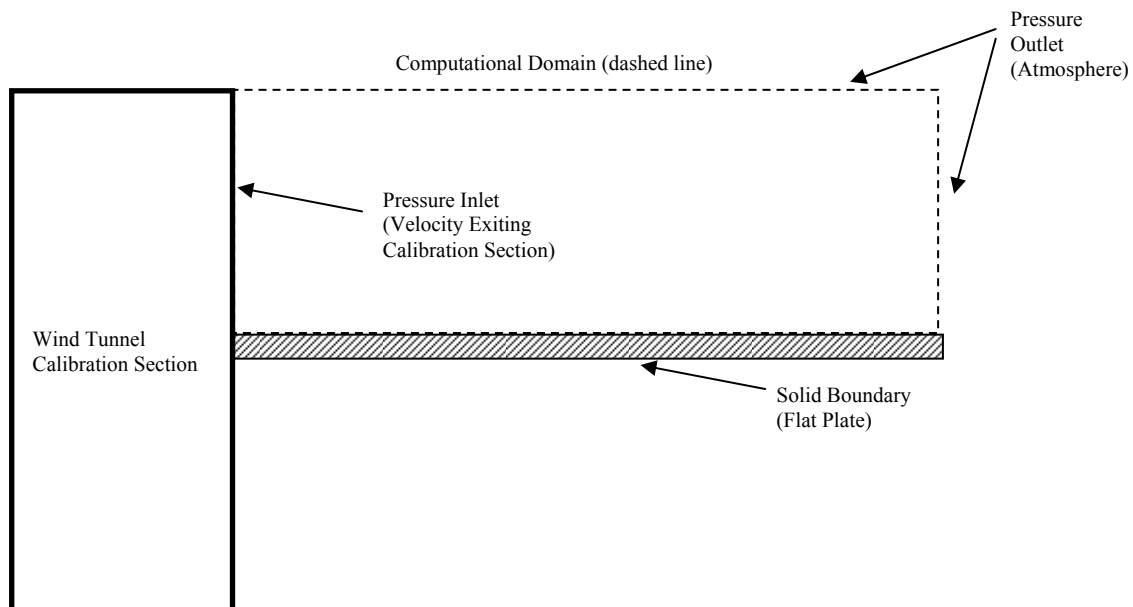 Pressure
Outlet
(Atmosphere)
Computational Domain (dashed line)
Pressure Inlet
(Velocity Exiting
Calibration Section)
Wind Tunnel
Calibration Section
Solid Boundary
(Flat Plate)